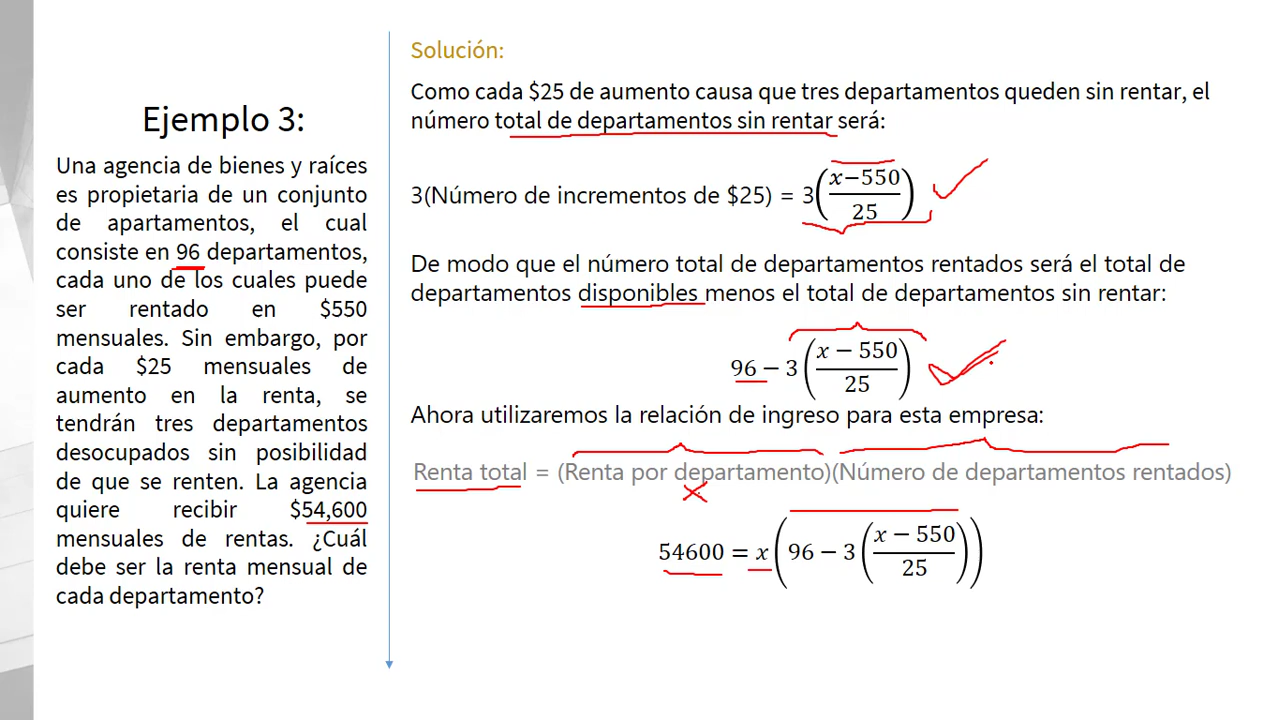 Ejemplo 3:
Una agencia de bienes y raíces
es propietaria de un conjunto
de apartamentos, el cual
consiste en 96 departamentos,
cada uno de los cuales puede
ser rentado en $550
mensuales. Sin embargo, por
cada $25 mensuales de
aumento en la renta, se
tendrán tres departamentos
desocupados sin posibilidad
de que se renten. La agencia
quiere recibir $54,600
mensuales de rentas. ¿Cuál
debe ser la renta mensual de
cada departamento?
Solución:
Como cada $25 de aumento causa que tres departamentos queden sin rentar, el
número total de departamentos sin rentar será:
3(Número de incrementos de $25) = 3(x−550/25)
De modo que el número total de departamentos rentados será el total de
departamentos disponibles menos el total de departamentos sin rentar:
96 − 3(x − 550/25)
Ahora utilizaremos la relación de ingreso para esta empresa:
Renta total = (Renta por departamento)(Número de departamentos rentados)
54600 = x(96 − 3(x − 550/25))